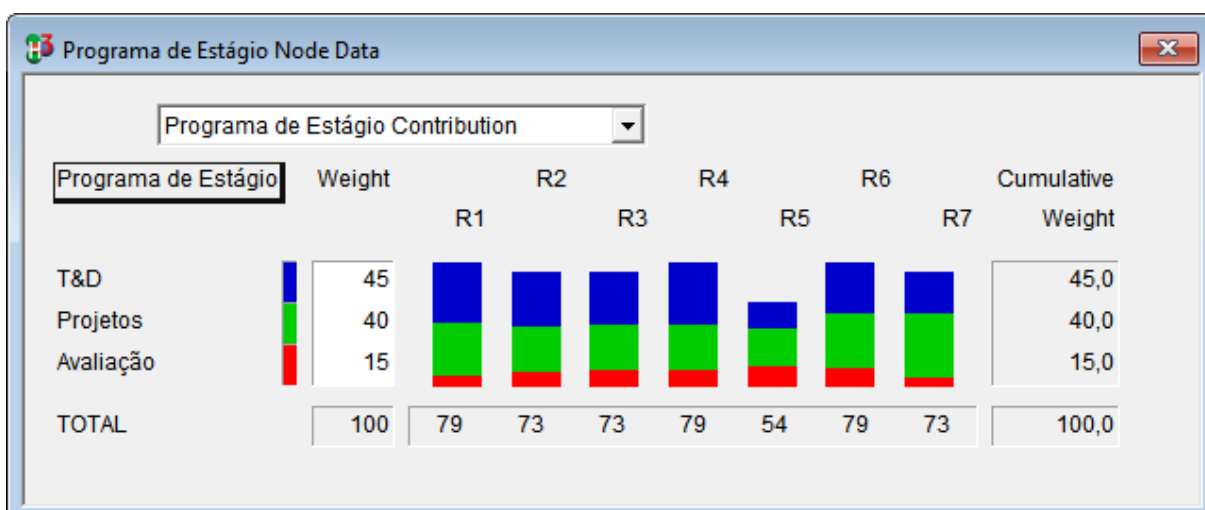 Programa de Estágio Node Data
Programa de Estágio Contribution
Programa de Estágio Weight R2 R4 R6 Cumulative
R1 R3 R5 R7 Weight
T&D 45 45,0
Projetos 40 40,0
Avaliação 15 15,0
TOTAL 100 79 73 73 79 54 79 73 100,0